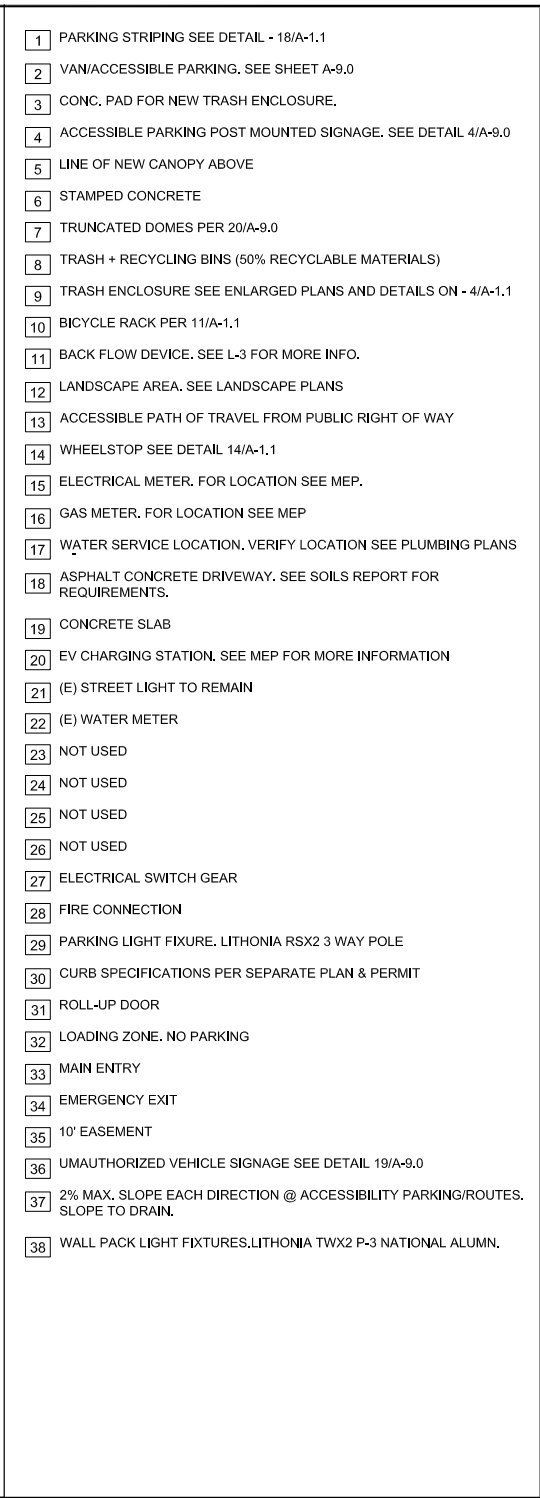 1 PARKING STRIPING SEE DETAIL - 18/A-1.1
2 VAN/ACCESSIBLE PARKING. SEE SHEET A-9.0
3 CONC. PAD FOR NEW TRASH ENCLOSURE.
4 ACCESSIBLE PARKING POST MOUNTED SIGNAGE. SEE DETAIL 4/A-9.0
5 LINE OF NEW CANOPY ABOVE
6 STAMPED CONCRETE
7 TRUNCATED DOMES PER 20/A-9.0
8 TRASH + RECYCLING BINS (50% RECYCLABLE MATERIALS)
9 TRASH ENCLOSURE SEE ENLARGED PLANS AND DETAILS ON - 4/A-1.1
10 BICYCLE RACK PER 11/A-1.1
11 BACK FLOW DEVICE. SEE L-3 FOR MORE INFO.
12 LANDSCAPE AREA. SEE LANDSCAPE PLANS
13 ACCESSIBLE PATH OF TRAVEL FROM PUBLIC RIGHT OF WAY
14 WHEELSTOP SEE DETAIL 14/A-1.1
15 ELECTRICAL METER. FOR LOCATION SEE MEP.
16 GAS METER. FOR LOCATION SEE MEP
17 WATER SERVICE LOCATION. VERIFY LOCATION SEE PLUMBING PLANS
18 ASPHALT CONCRETE DRIVEWAY. SEE SOILS REPORT FOR
REQUIREMENTS.
19 CONCRETE SLAB
20 EV CHARGING STATION. SEE MEP FOR MORE INFORMATION
21 (E) STREET LIGHT TO REMAIN
22 (E) WATER METER
23 NOT USED
24 NOT USED
25 NOT USED
26 NOT USED
27 ELECTRICAL SWITCH GEAR
28 FIRE CONNECTION
29 PARKING LIGHT FIXURE. LITHONIA RSX2 3 WAY POLE
30 CURB SPECIFICATIONS PER SEPARATE PLAN & PERMIT
31 ROLL-UP DOOR
32 LOADING ZONE. NO PARKING
33 MAIN ENTRY
34 EMERGENCY EXIT
35 10' EASEMENT
36 UMAUTHORIZED VEHICLE SIGNAGE SEE DETAIL 19/A-9.0
37 2% MAX. SLOPE EACH DIRECTION @ ACCESSIBILITY PARKING/ROUTES.
SLOPE TO DRAIN.
38 WALL PACK LIGHT FIXTURES.LITHONIA TWX2 P-3 NATIONAL ALUMN.